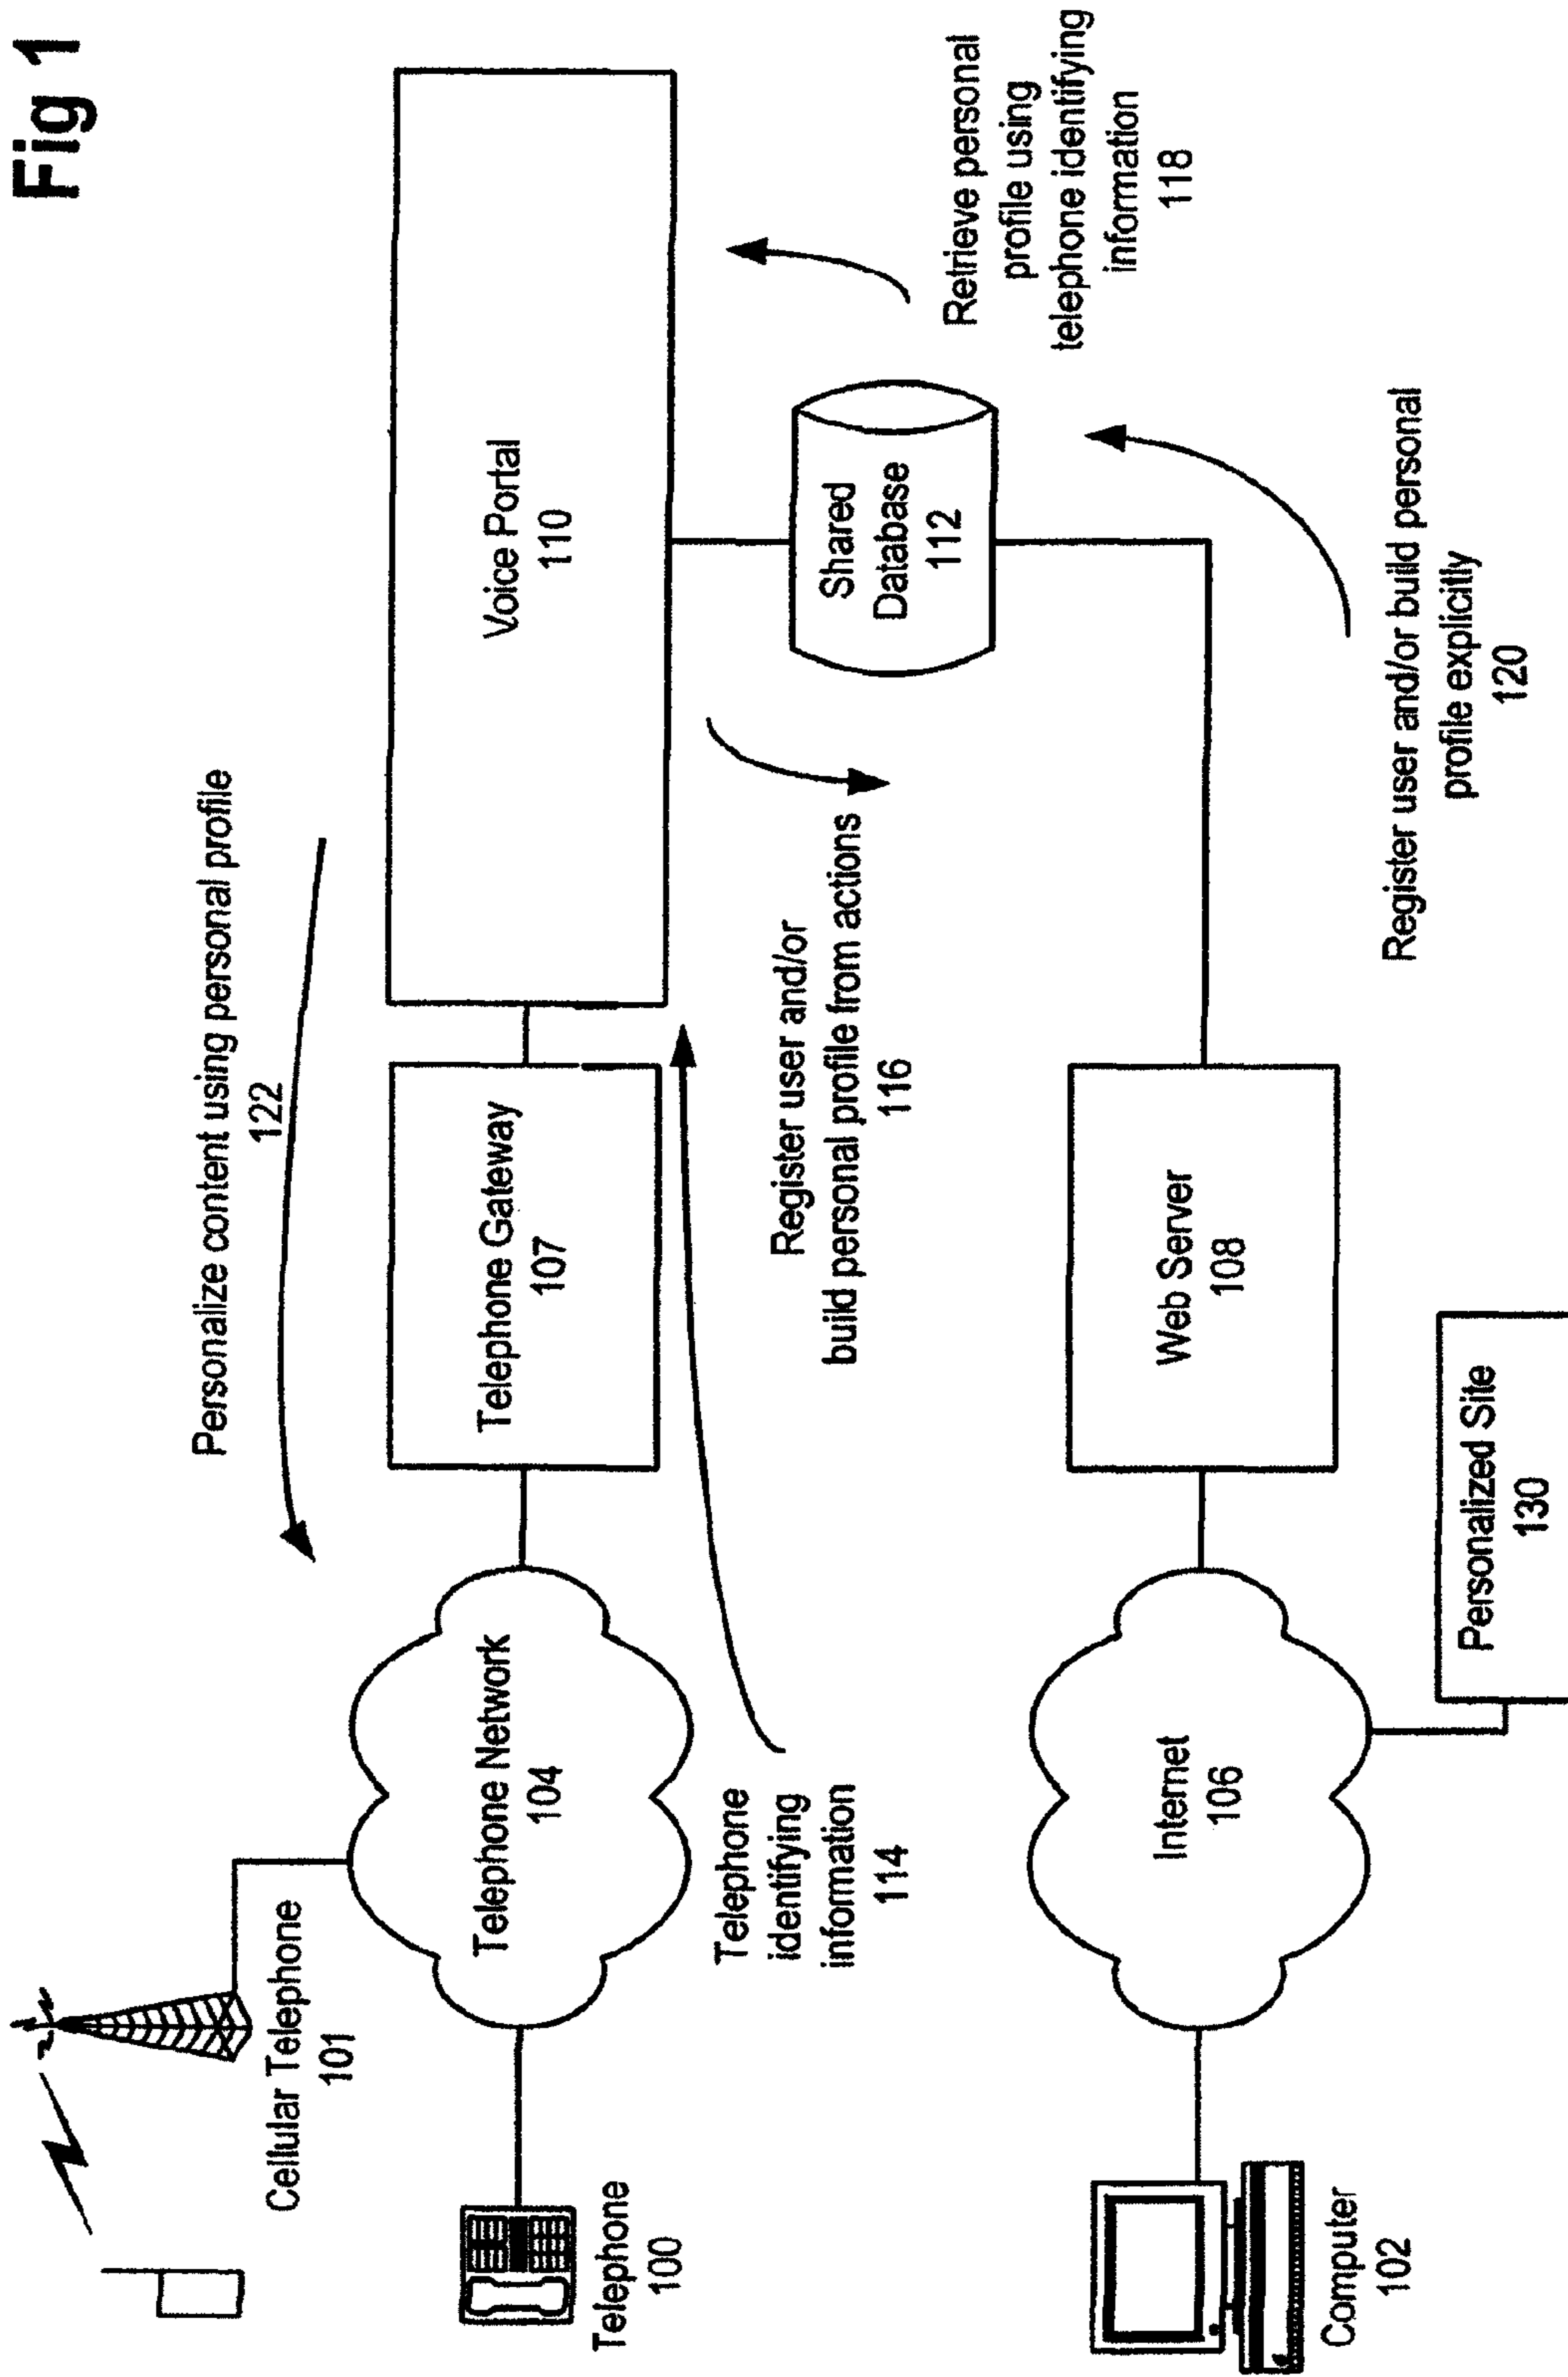 Fig 1
Personalize content using personal profile
122
Cellular Telephone
101
Telephone
100
Telephone Network
104
Telephone Gateway
107
Voice Portal
110
Telephone
identifying
information
114
Register user and/or
build personal profile from actions
116
Shared
Database
112
Retrieve personal
profile using
telephone identifying
information
118
Computer
102
Internet
106
Web Server
108
Register user and/or build personal
profile explicitly
120
Personalized Site
130